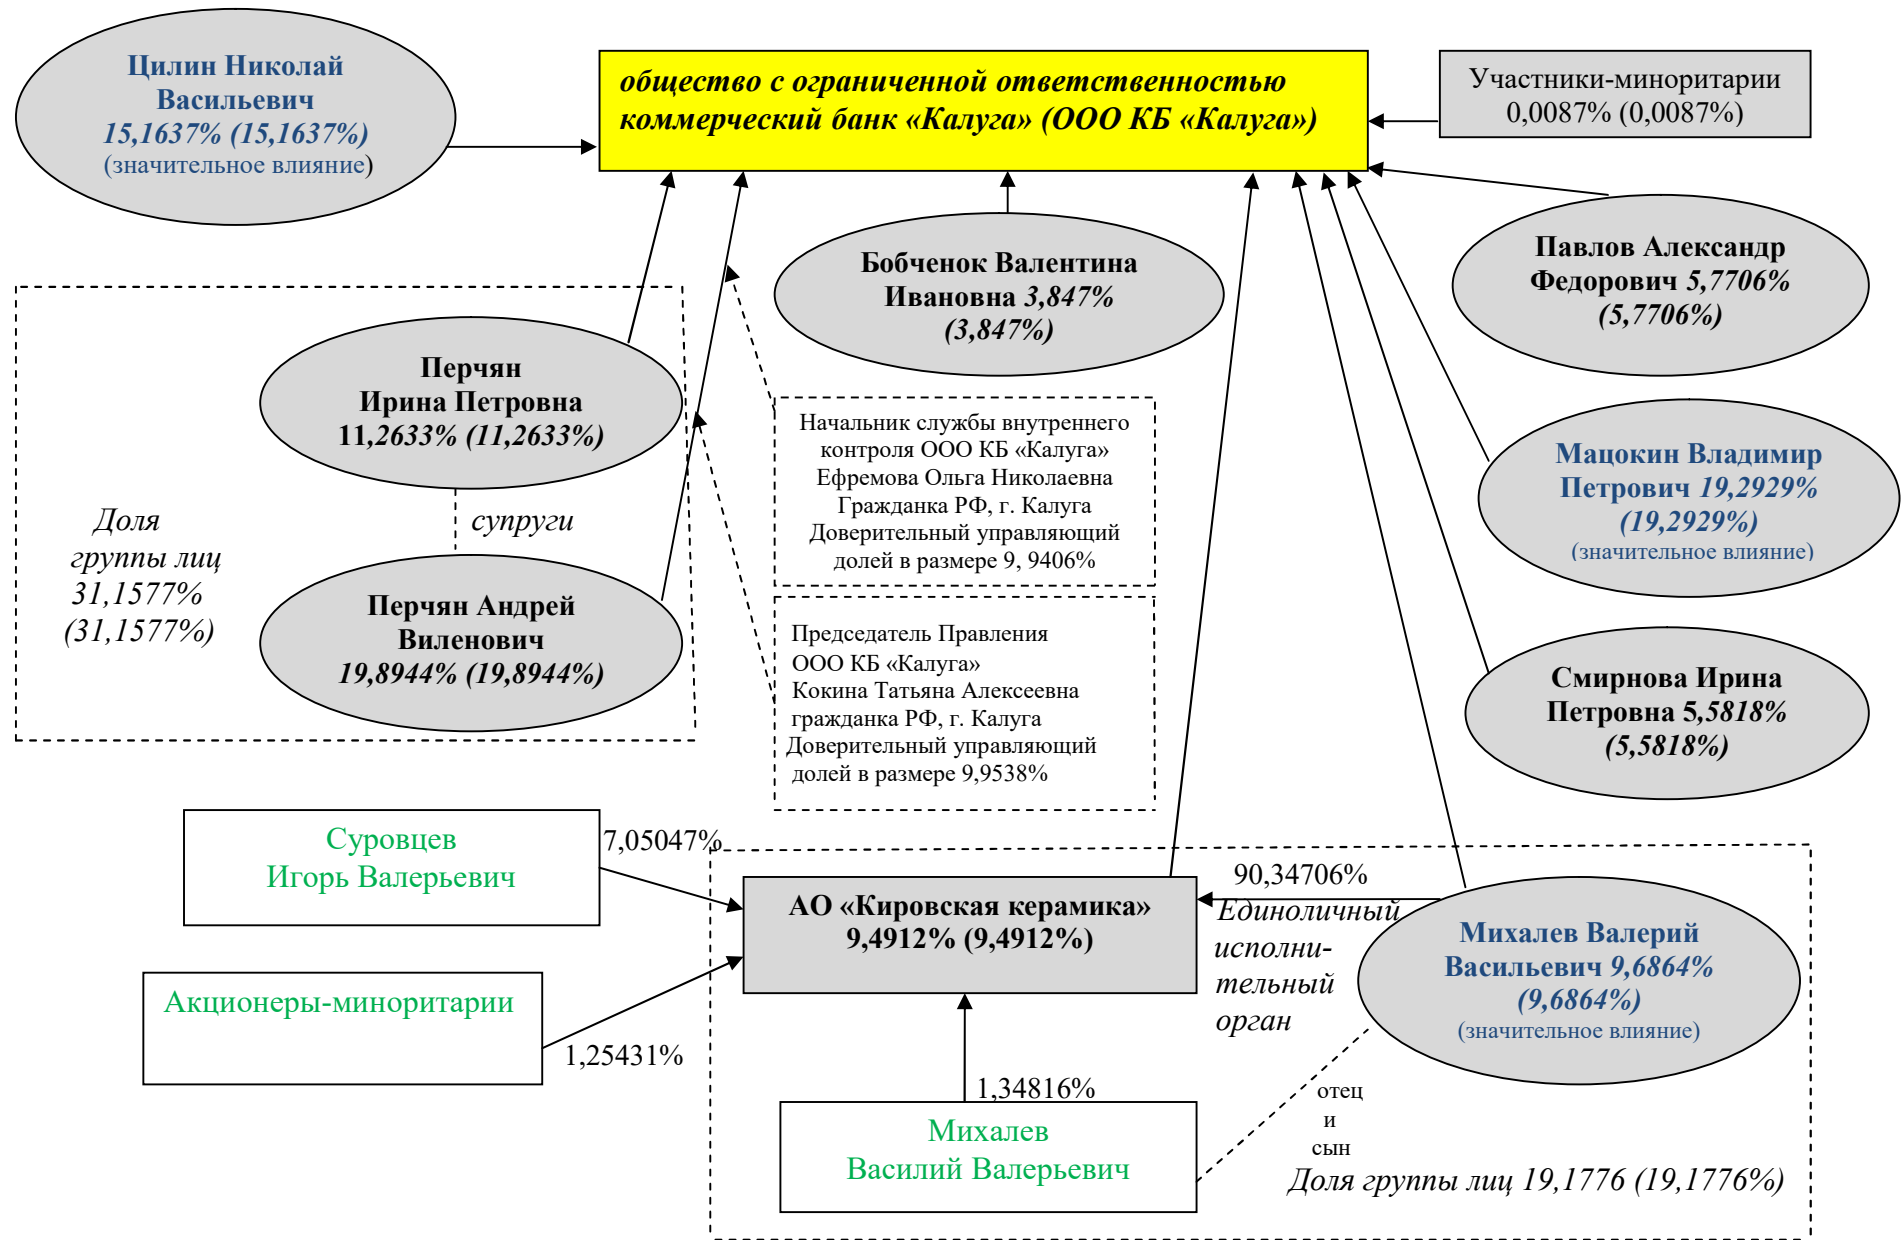 Цилин Николай
Васильевич
15,1637% (15,1637%)
(значительное влияние)
общество с ограниченной ответственностью
коммерческий банк «Калуга» (ООО КБ «Калуга»)
Участники-миноритарии
0,0087% (0,0087%)
Бобченок Валентина
Ивановна 3,847%
(3,847%)
Павлов Александр
Федорович 5,7706%
(5,7706%)
Перчян
Ирина Петровна
11,2633% (11,2633%)
супруги
Перчян Андрей
Виленович
19,8944% (19,8944%)
Доля
группы лиц
31,1577%
(31,1577%)
Начальник службы внутреннего
контроля ООО КБ «Калуга»
Ефремова Ольга Николаевна
Гражданка РФ, г. Калуга
Доверительный управляющий
долей в размере 9, 9406%
Председатель Правления
ООО КБ «Калуга»
Кокина Татьяна Алексеевна
гражданка РФ, г. Калуга
Доверительный управляющий
долей в размере 9,9538%
Мацокин Владимир
Петрович 19,2929%
(19,2929%)
(значительное влияние)
Смирнова Ирина
Петровна 5,5818%
(5,5818%)
Суровцев
Игорь Валерьевич
7,05047%
Акционеры-миноритарии
1,25431%
АО «Кировская керамика»
9,4912% (9,4912%)
90,34706%
Единоличный
исполни-
тельный
орган
Михалев Валерий
Васильевич 9,6864%
(9,6864%)
(значительное влияние)
1,34816%
Михалев
Василий Валерьевич
отец
и
сын
Доля группы лиц 19,1776 (19,1776%)